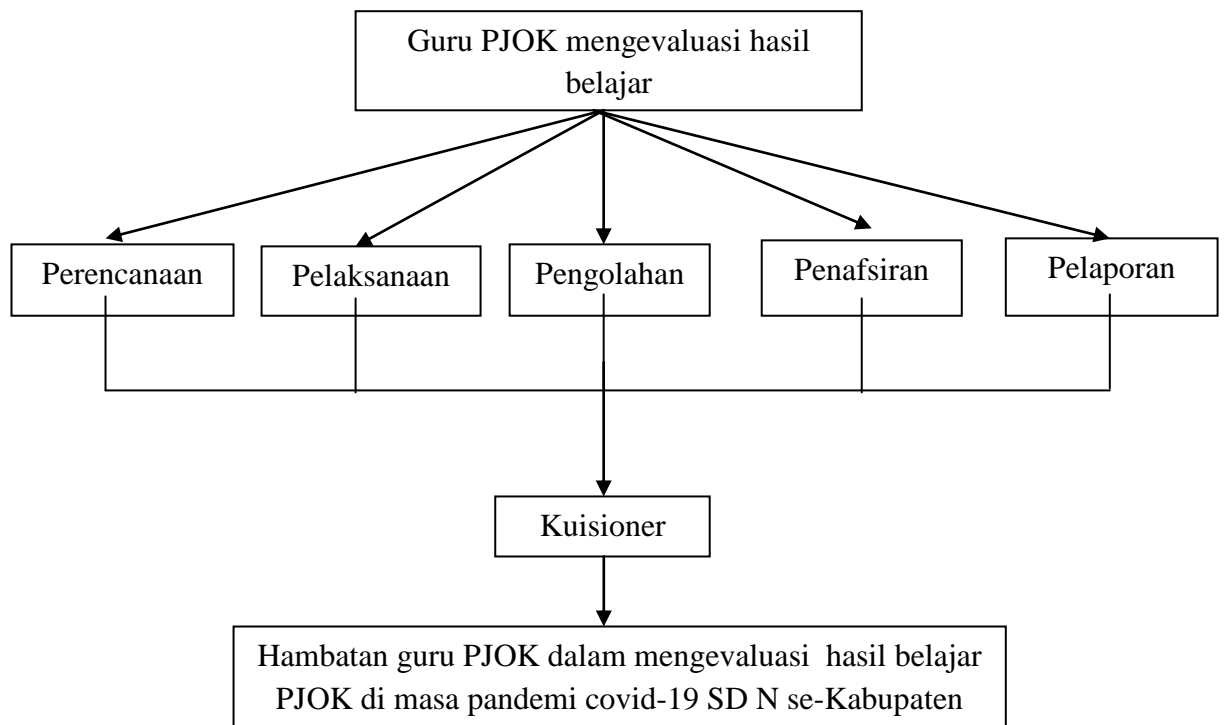 Guru PJOK mengevaluasi hasil
belajar
Perencanaan
Pelaksanaan
Pengolahan
Penafsiran
Pelaporan
Kuisioner
Hambatan guru PJOK dalam mengevaluasi hasil belajar
PJOK di masa pandemi covid-19 SD N se-Kabupaten